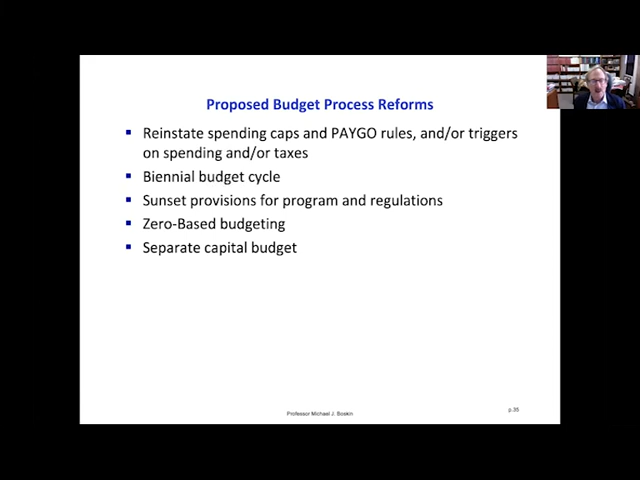 Proposed Budget Process Reforms
▪ Reinstate spending caps and PAYGO rules, and/or triggers
on spending and/or taxes
▪ Biennial budget cycle
▪ Sunset provisions for program and regulations
▪ Zero-Based budgeting
▪ Separate capital budget
Professor Michael J. Boskin
p.35